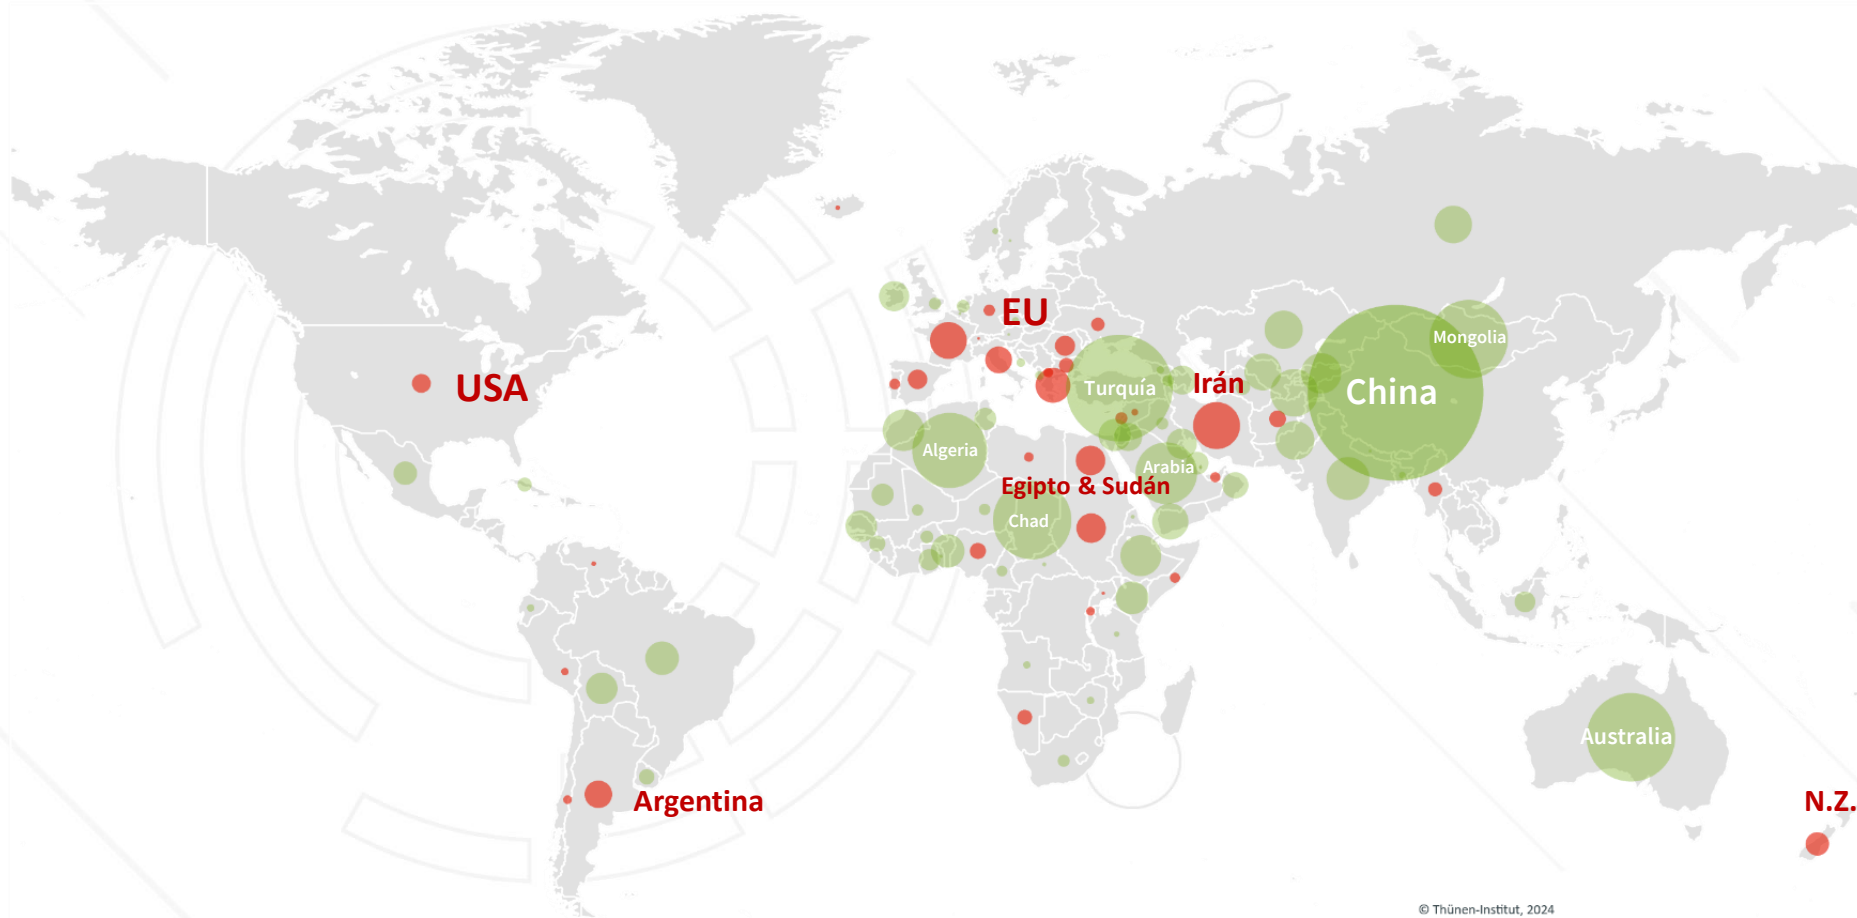 EU
Mongolia
USA
Turquía
Irán
China
Algeria
Arabia
Egipto & Sudán
Chad
Australia
Argentina
N.Z.
© Thünen-Institut, 2024